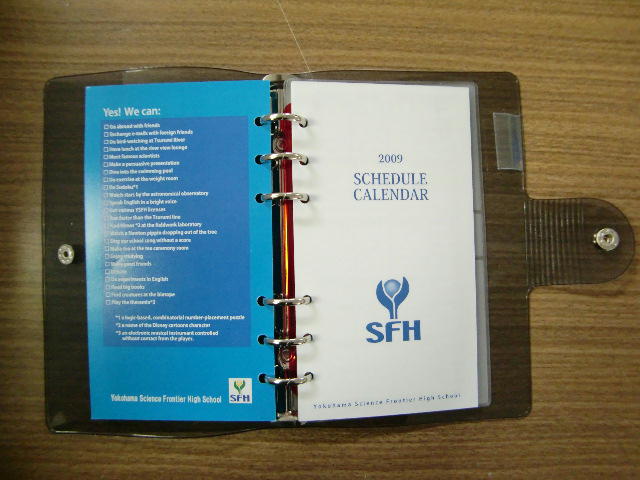 Yes! We can:
□ Go abroad with friends
□ Exchange e-mails with foreign friends
□ Do bird-watching at Tsurumi River
□ Have lunch at the river view lounge
□ Meet famous scientists
□ Make a persuasive presentation
□ Dive into the swimming pool
□ Do exercise at the weight room
□ Do Sudoku*1
□ Watch stars by the astronomical observatory
□ Speak English in a bright voice
□ Get various YSFH licenses
□ Run faster than the Tsurumi line
□ Find Nemo *2 at the fieldwork laboratory
□ Watch a Newton pippin dropping out of the tree
□ Sing our school song without a score
□ Make tea at the tea ceremony room
□ Enjoy studying
□ Make good friends
□ Debate
□ Do experiments in English
□ Read big books
□ Find creatures at the biotope
□ Play the theremin*3
*1 a logic-based, combinatorial number-placement puzzle
*2 a name of the Disney cartoons character
*3 an electronic musical instrument controlled
without contact from the player.
Yokohama Science Frontier High School
SFH
2009
SCHEDULE
CALENDAR
SFH
Yokohama Science Frontier High School